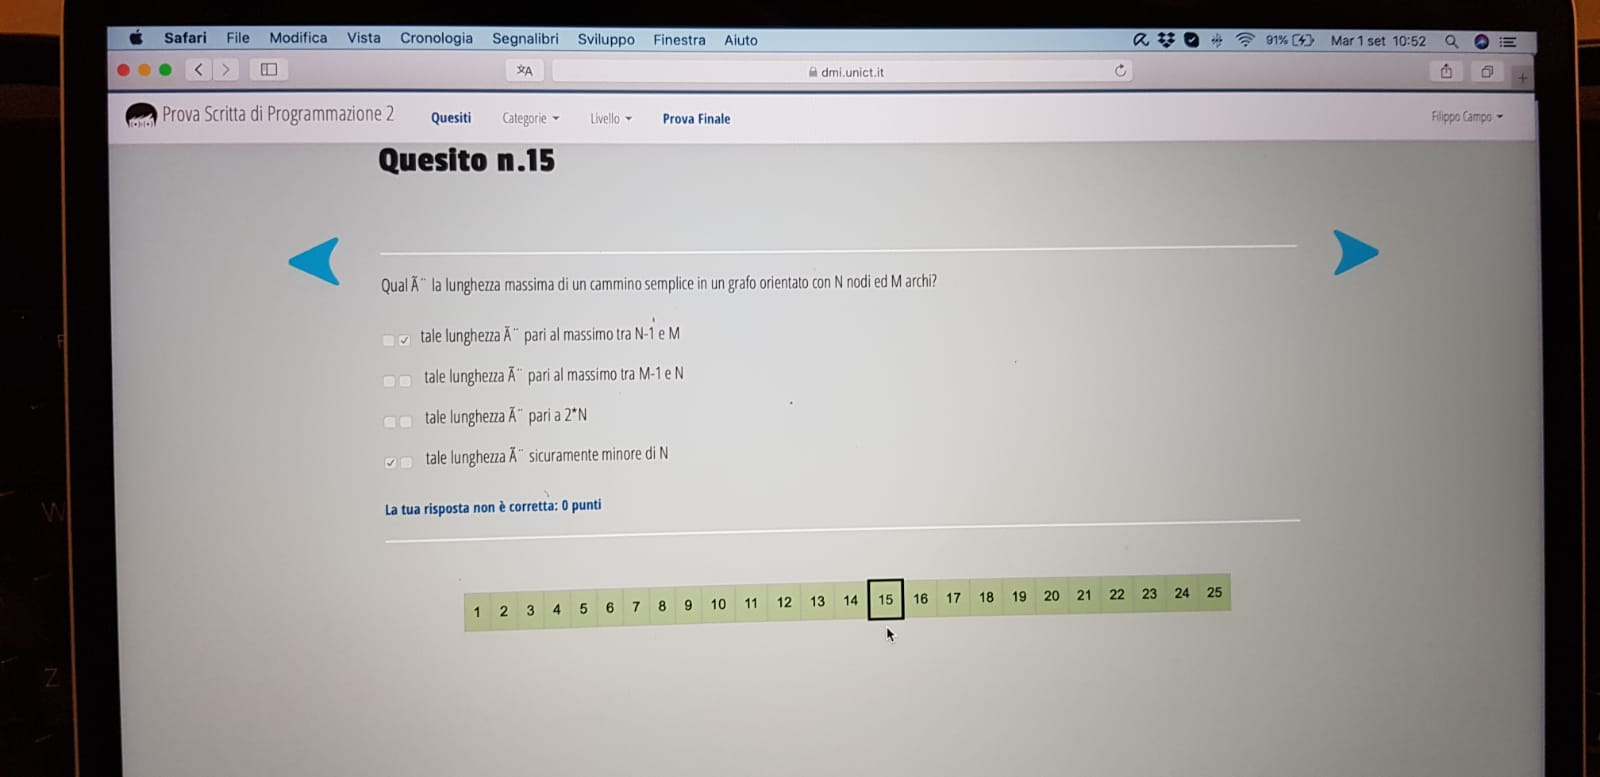 Safari File Modifica Vista Cronologia Segnalibri Sviluppo Finestra Aiuto 91% Mar 1 set 10:52
dmi.unict.it
Prova Scritta di Programmazione 2 Quesiti Categorie Livello Prova Finale Filippo Campo
Quesito n.15
Qual Ã¨ la lunghezza massima di un cammino semplice in un grafo orientato con N nodi ed M archi?
tale lunghezza Ã¨ pari al massimo tra N-1 e M
tale lunghezza Ã¨ pari al massimo tra M-1 e N
tale lunghezza Ã¨ pari a 2*N
tale lunghezza Ã¨ sicuramente minore di N
La tua risposta non è corretta: 0 punti
1 2 3 4 5 6 7 8 9 10 11 12 13 14 15 16 17 18 19 20 21 22 23 24 25
W
Z